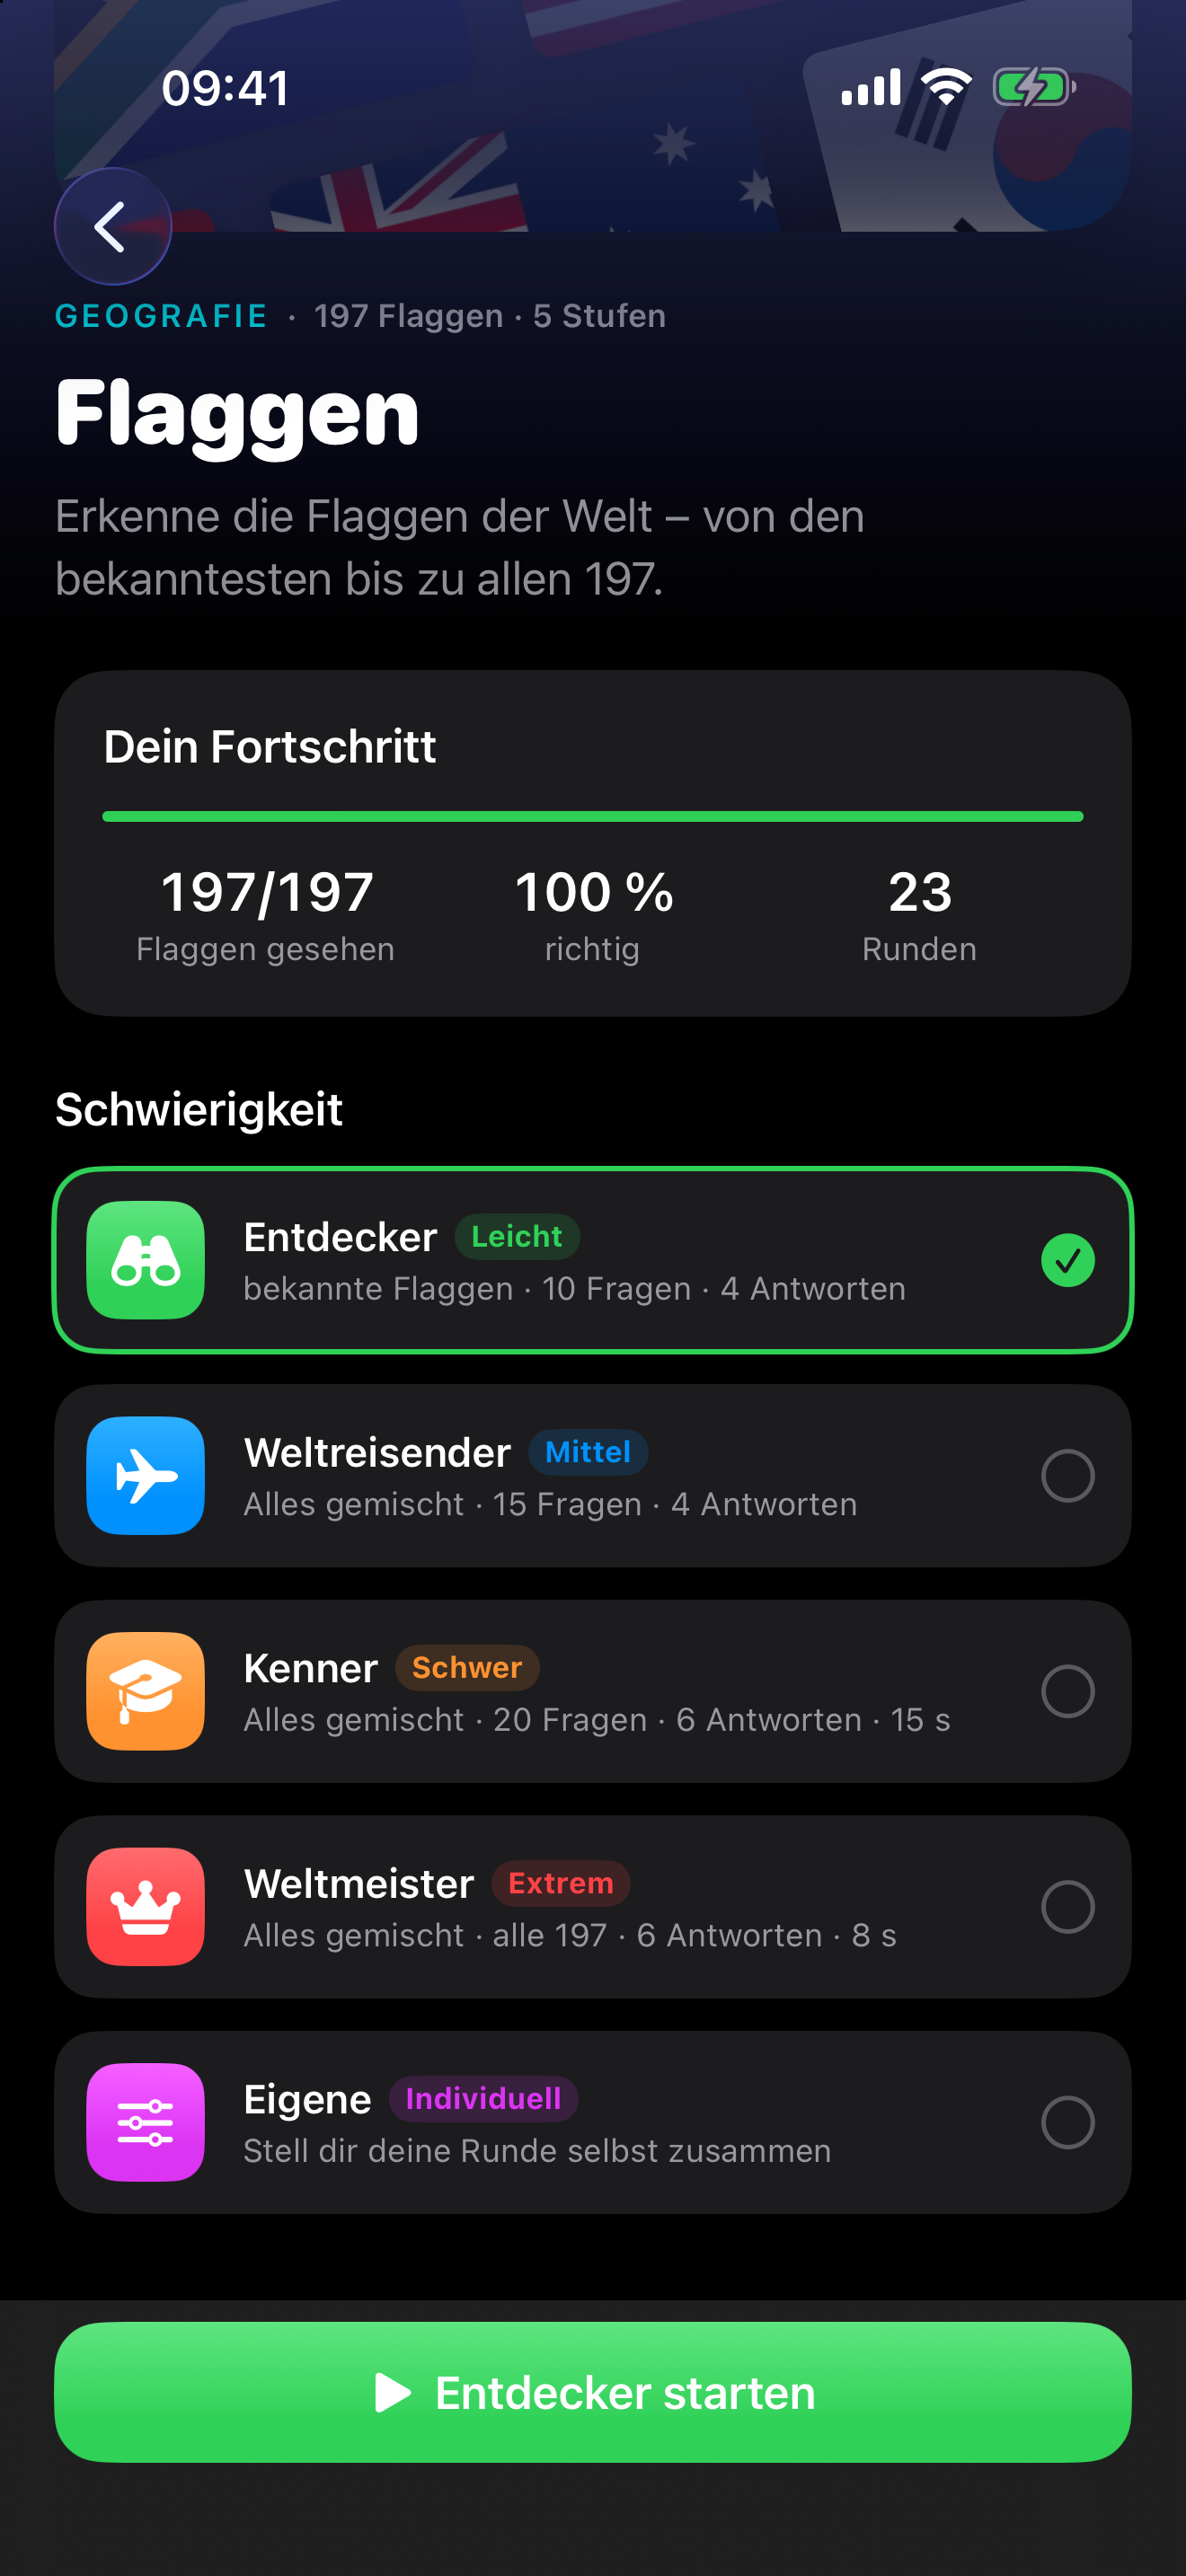 09:41
GEOGRAFIE · 197 Flaggen · 5 Stufen
Flaggen
Erkenne die Flaggen der Welt – von den
bekanntesten bis zu allen 197.
Dein Fortschritt
197/197 100 % 23
Flaggen gesehen richtig Runden
Schwierigkeit
Entdecker Leicht
bekannte Flaggen · 10 Fragen · 4 Antworten
Weltreisender Mittel
Alles gemischt · 15 Fragen · 4 Antworten
Kenner Schwer
Alles gemischt · 20 Fragen · 6 Antworten · 15 s
Weltmeister Extrem
Alles gemischt · alle 197 · 6 Antworten · 8 s
Eigene Individuell
Stell dir deine Runde selbst zusammen
Entdecker starten